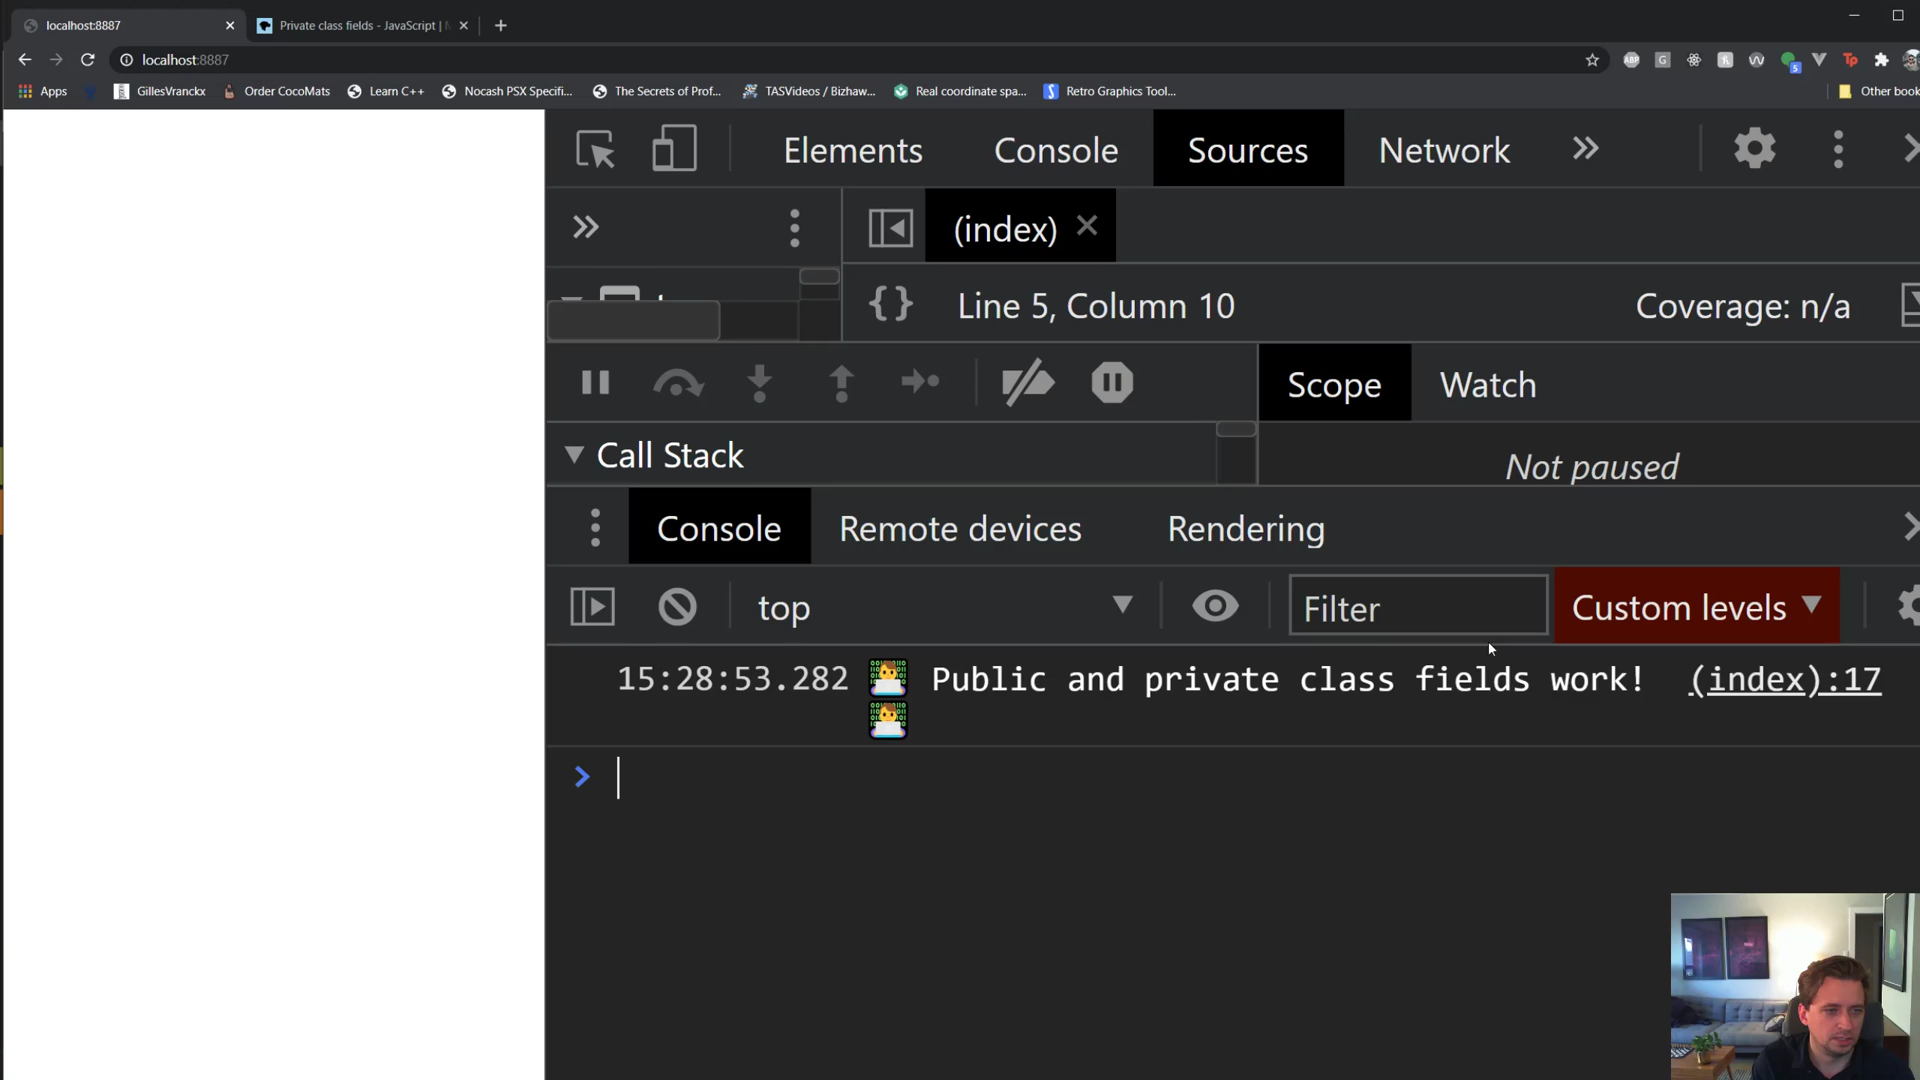 localhost:8887
Private class fields - JavaScript |
localhost:8887
Apps GillesVranckx Order CocoMats Learn C++ Nocash PSX Specifi... The Secrets of Prof... TASVideos / Bizhaw... Real coordinate spa... Retro Graphics Tool... Other book
Elements Console Sources Network
(index)
{} Line 5, Column 10 Coverage: n/a
Scope Watch
Call Stack
Not paused
Console Remote devices Rendering
top Filter Custom levels
15:28:53.282 👨‍💻 Public and private class fields work! (index):17
👨‍💻